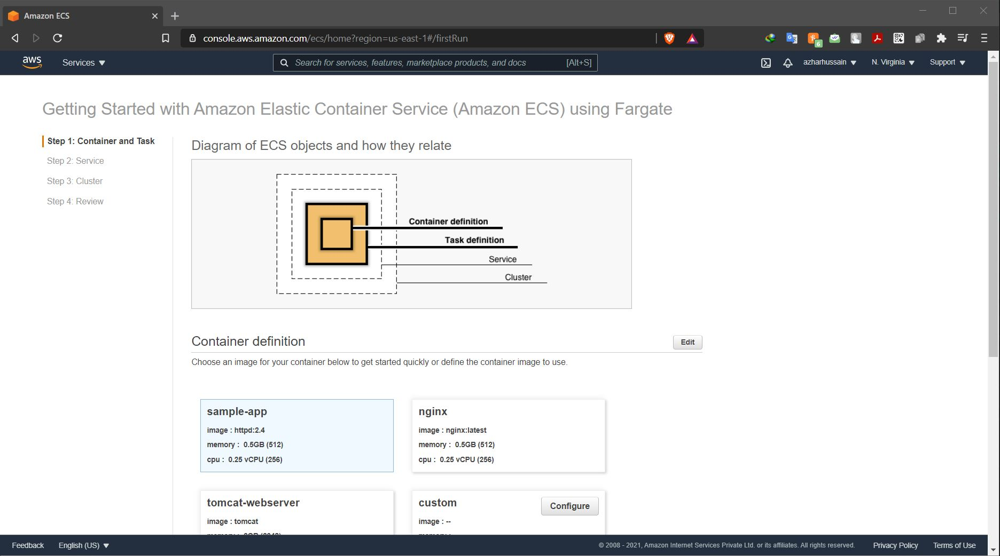 Amazon ECS
console.aws.amazon.com/ecs/home?region=us-east-1#/firstRun
6
aws
Services
Search for services, features, marketplace products, and docs [Alt+S]
azharhussain
N. Virginia
Support
Getting Started with Amazon Elastic Container Service (Amazon ECS) using Fargate
Step 1: Container and Task
Step 2: Service
Step 3: Cluster
Step 4: Review
Diagram of ECS objects and how they relate
Container definition
Task definition
Service
Cluster
Container definition
Edit
Choose an image for your container below to get started quickly or define the container image to use.
sample-app
image : httpd:2.4
memory : 0.5GB (512)
cpu : 0.25 vCPU (256)
nginx
image : nginx:latest
memory : 0.5GB (512)
cpu : 0.25 vCPU (256)
tomcat-webserver
image : tomcat
custom
Configure
image : --
Feedback
English (US)
© 2008 - 2021, Amazon Internet Services Private Ltd. or its affiliates. All rights reserved.
Privacy Policy
Terms of Use